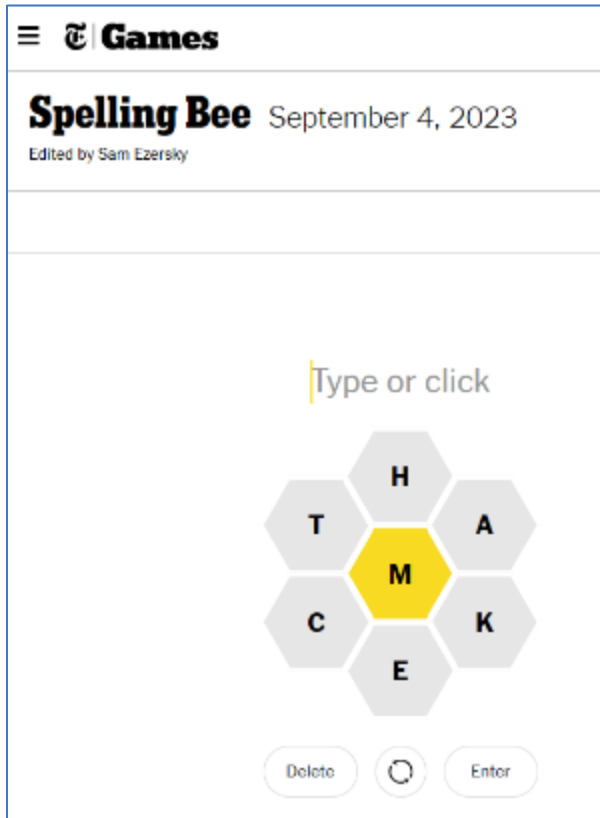 T Games
Spelling Bee September 4, 2023
Edited by Sam Ezersky
Type or click
H
T A
M
C K
E
Delete Enter